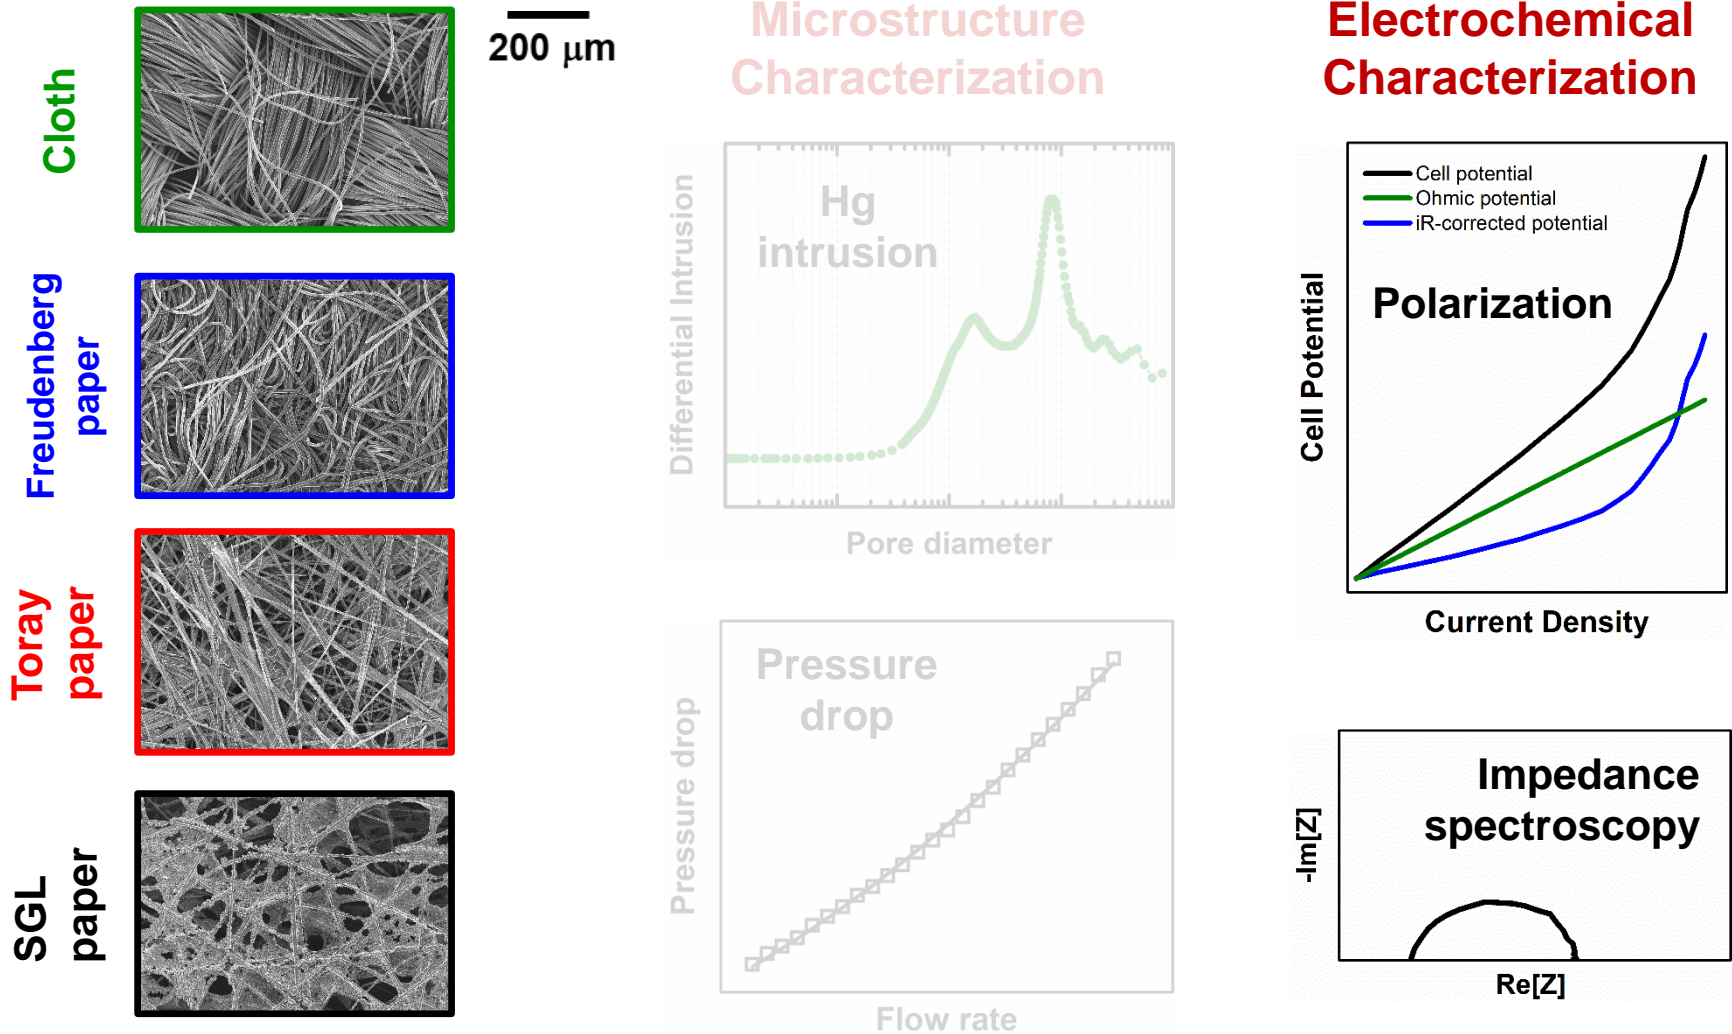 Cloth
Freudenberg
paper
Toray
paper
SGL
paper
200 μm
Microstructure
Characterization
Differential Intrusion
Hg
intrusion
Pore diameter
Pressure drop
Pressure
drop
Flow rate
Electrochemical
Characterization
Cell Potential
Cell potential
Ohmic potential
iR-corrected potential
Polarization
Current Density
-Im[Z]
Impedance
spectroscopy
Re[Z]